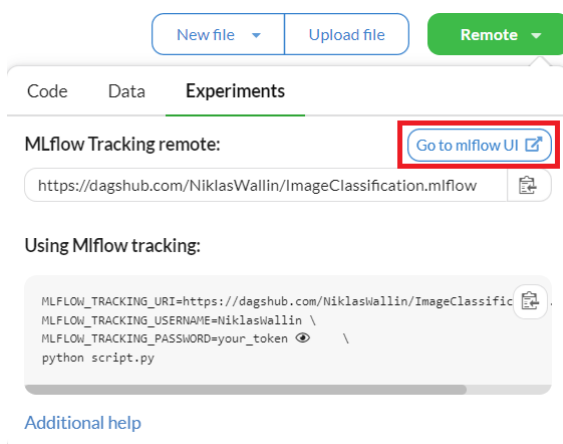 New file
Upload file
Remote
Code Data Experiments
MLflow Tracking remote:
Go to mlflow UI
https://dagshub.com/NiklasWallin/ImageClassification.mlflow
Using Mlflow tracking:
MLFLOW_TRACKING_URI=https://dagshub.com/NiklasWallin/ImageClassific
MLFLOW_TRACKING_USERNAME=NiklasWallin \
MLFLOW_TRACKING_PASSWORD=your_token \
python script.py
Additional help